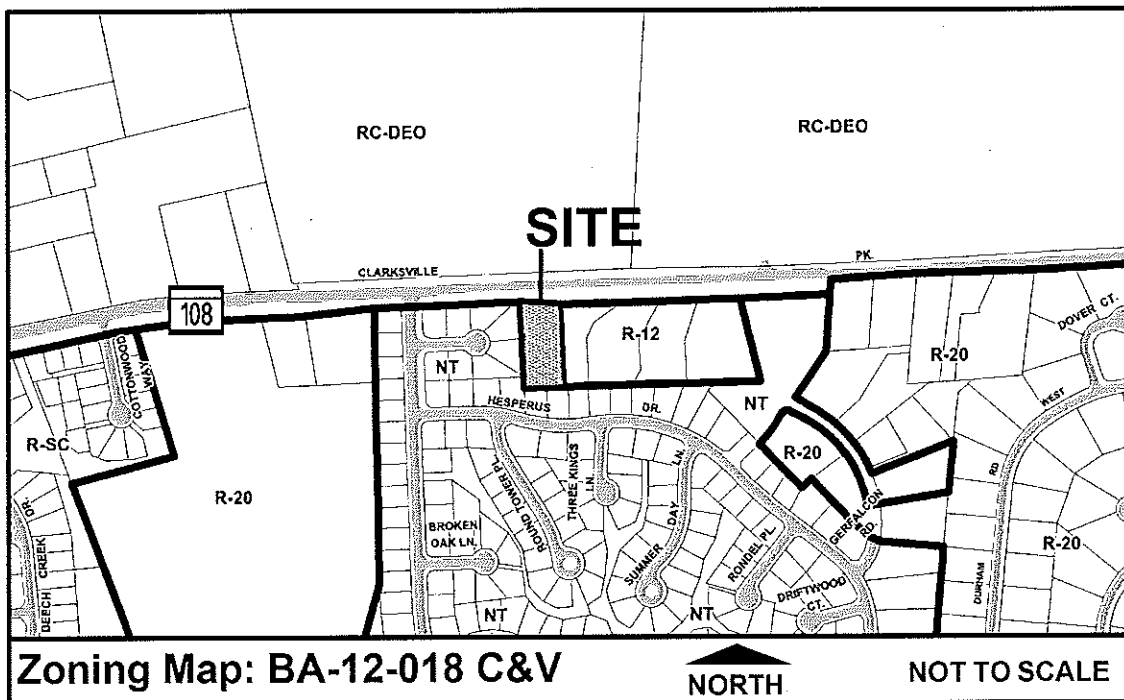 RC-DEO
RC-DEO
SITE
CLARKSVILLE
PK.
108
R-12
DOVER CT.
R-20
COTTONWOOD
WAY
NT
HESPERUS
DR.
NT
WEST
R-SC
R-20
R-20
ROUND TOWER PL.
THREE KINGS
LN.
LN.
DAY
SUMMER
RD
GERFALCON
RD.
BROKEN
OAK LN.
RONDEL PL.
R-20
DR.
CREEK
DRIFTWOOD
CT.
DURHAM
NT
NT
Zoning Map: BA-12-018 C&V
NORTH
NOT TO SCALE